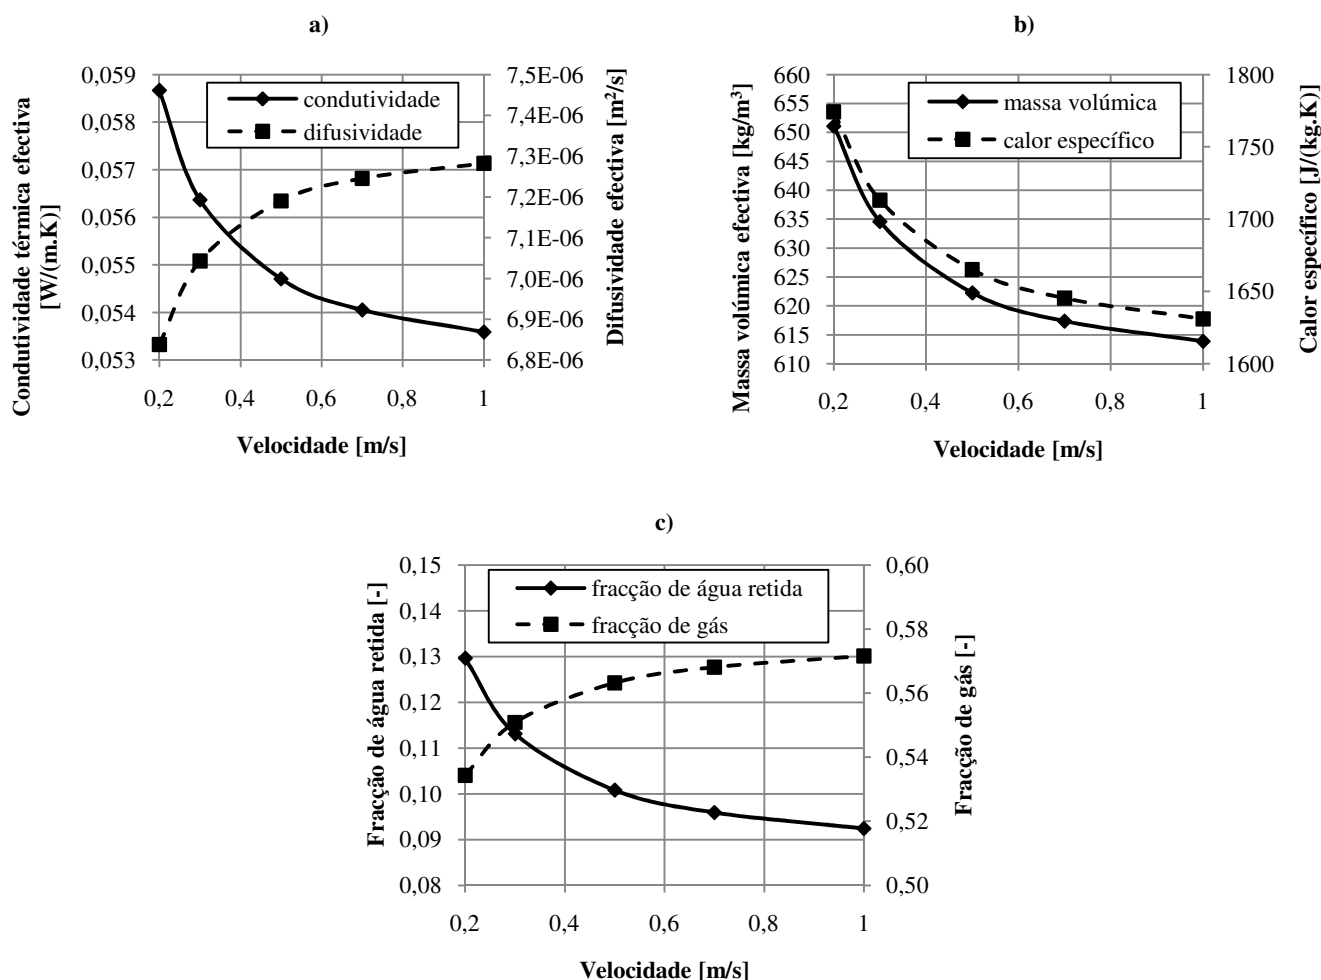 a)
Condutividade térmica efectiva
[W/(m.K)]
0,059
0,058
0,057
0,056
0,055
0,054
0,053
condutividade
difusividade
7,5E-06
7,4E-06
7,3E-06
7,2E-06
7,1E-06
7,0E-06
6,9E-06
6,8E-06
Difusividade efectiva [m²/s]
0,2 0,4 0,6 0,8 1
Velocidade [m/s]
b)
Massa volúmica efectiva [kg/m³]
660
655
650
645
640
635
630
625
620
615
610
massa volúmica
calor específico
1800
1750
1700
1650
1600
Calor específico [J/(kg.K)]
0,2 0,4 0,6 0,8 1
Velocidade [m/s]
c)
Fracção de água retida [-]
0,15
0,14
0,13
0,12
0,11
0,10
0,09
0,08
fracção de água retida
fracção de gás
0,60
0,58
0,56
0,54
0,52
0,50
Fracção de gás [-]
0,2 0,4 0,6 0,8 1
Velocidade [m/s]